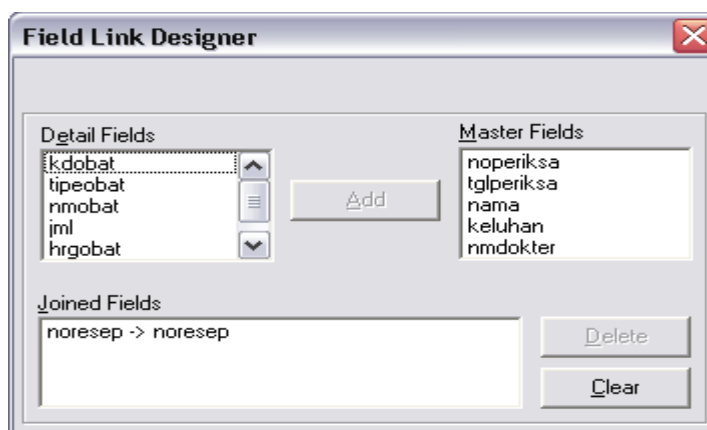 Field Link Designer
Detail Fields
kdobat
tipeobat
nmobat
jml
hrgobat
Add
Master Fields
noperiksa
tglperiksa
nama
keluhan
nmdokter
Joined Fields
noresep -> noresep
Delete
Clear